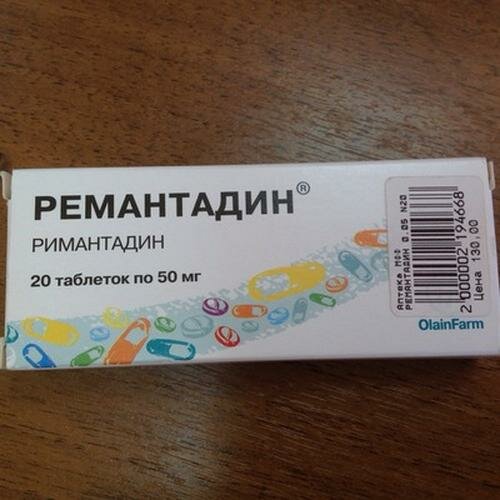 РЕМАНТАДИН®
РИМАНТАДИН
20 таблеток по 50 мг
Аптека МФФ
РЕМАНТАДИН 0.05 N20
2 000002 194668
Цена 130,00
OlainFarm